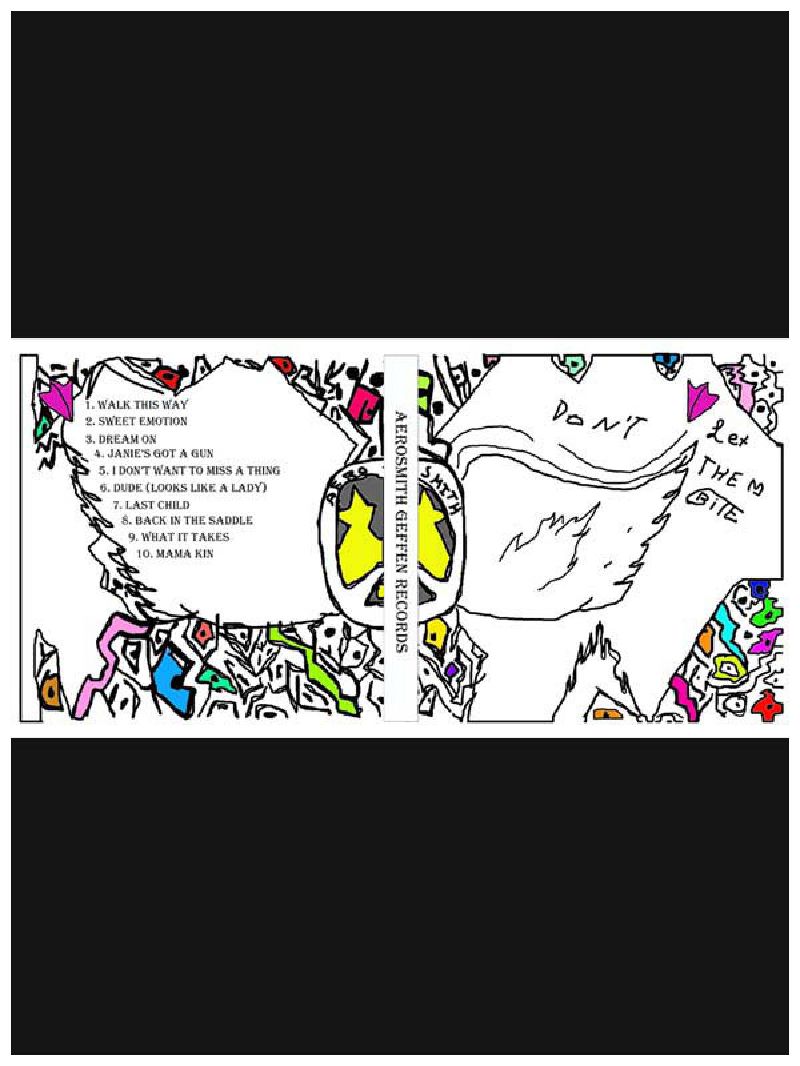 1. WALK THIS WAY
2. SWEET EMOTION
3. DREAM ON
4. JANIE'S GOT A GUN
5. I DON'T WANT TO MISS A THING
6. DUDE (LOOKS LIKE A LADY)
7. LAST CHILD
8. BACK IN THE SADDLE
9. WHAT IT TAKES
10. MAMA KIN
AERO SMITH
AEROSMITH GEFFEN RECORDS
DON'T
Let
THEM
BITE